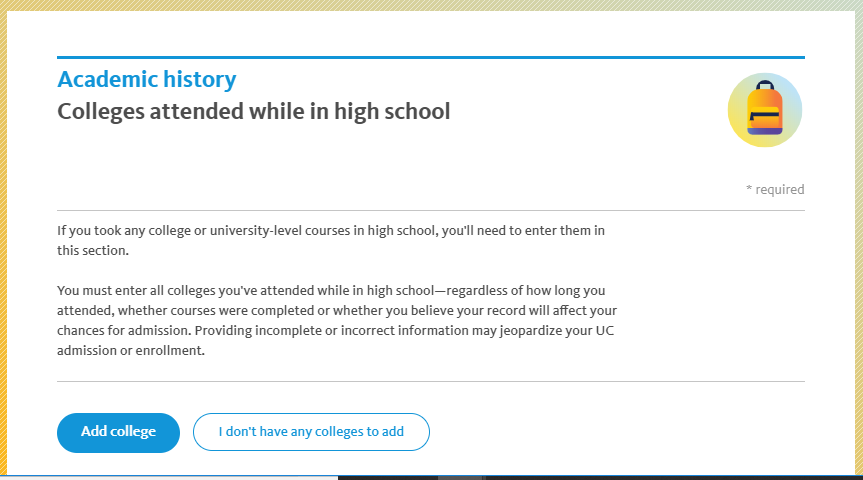 Academic history
Colleges attended while in high school
* required
If you took any college or university-level courses in high school, you'll need to enter them in
this section.
You must enter all colleges you've attended while in high school—regardless of how long you
attended, whether courses were completed or whether you believe your record will affect your
chances for admission. Providing incomplete or incorrect information may jeopardize your UC
admission or enrollment.
Add college
I don't have any colleges to add